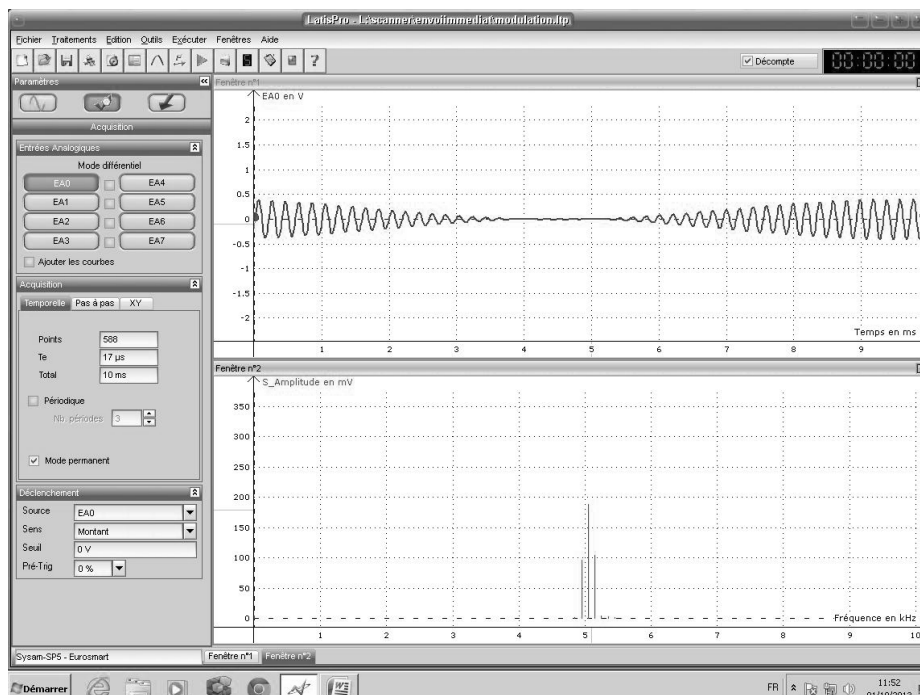 LatisPro - L:\scanner\envoiimmediat\modulation.ltp
Fichier Traitements Edition Outils Exécuter Fenêtres Aide
Décompte
00:00:00
Paramètres
Acquisition
Entrées Analogiques
Mode différentiel
EA0 EA4
EA1 EA5
EA2 EA6
EA3 EA7
Ajouter les courbes
Acquisition
Temporelle Pas à pas XY
Points 588
Te 17 µs
Total 10 ms
Périodique
Nb. périodes 3
Mode permanent
Déclenchement
Source EA0
Sens Montant
Seuil 0 V
Pré-Trig 0 %
Sysam-SP5 - Eurosmart
Fenêtre n°1
EA0 en V
2
1.5
1
0.5
0
-0.5
-1
-1.5
-2
Temps en ms
1 2 3 4 5 6 7 8 9
Fenêtre n°2
S_Amplitude en mV
350
300
250
200
150
100
50
0
Fréquence en kHz
1 2 3 4 5 6 7 8 9 10
Fenêtre n°1 Fenêtre n°2
Démarrer
FR
11:52